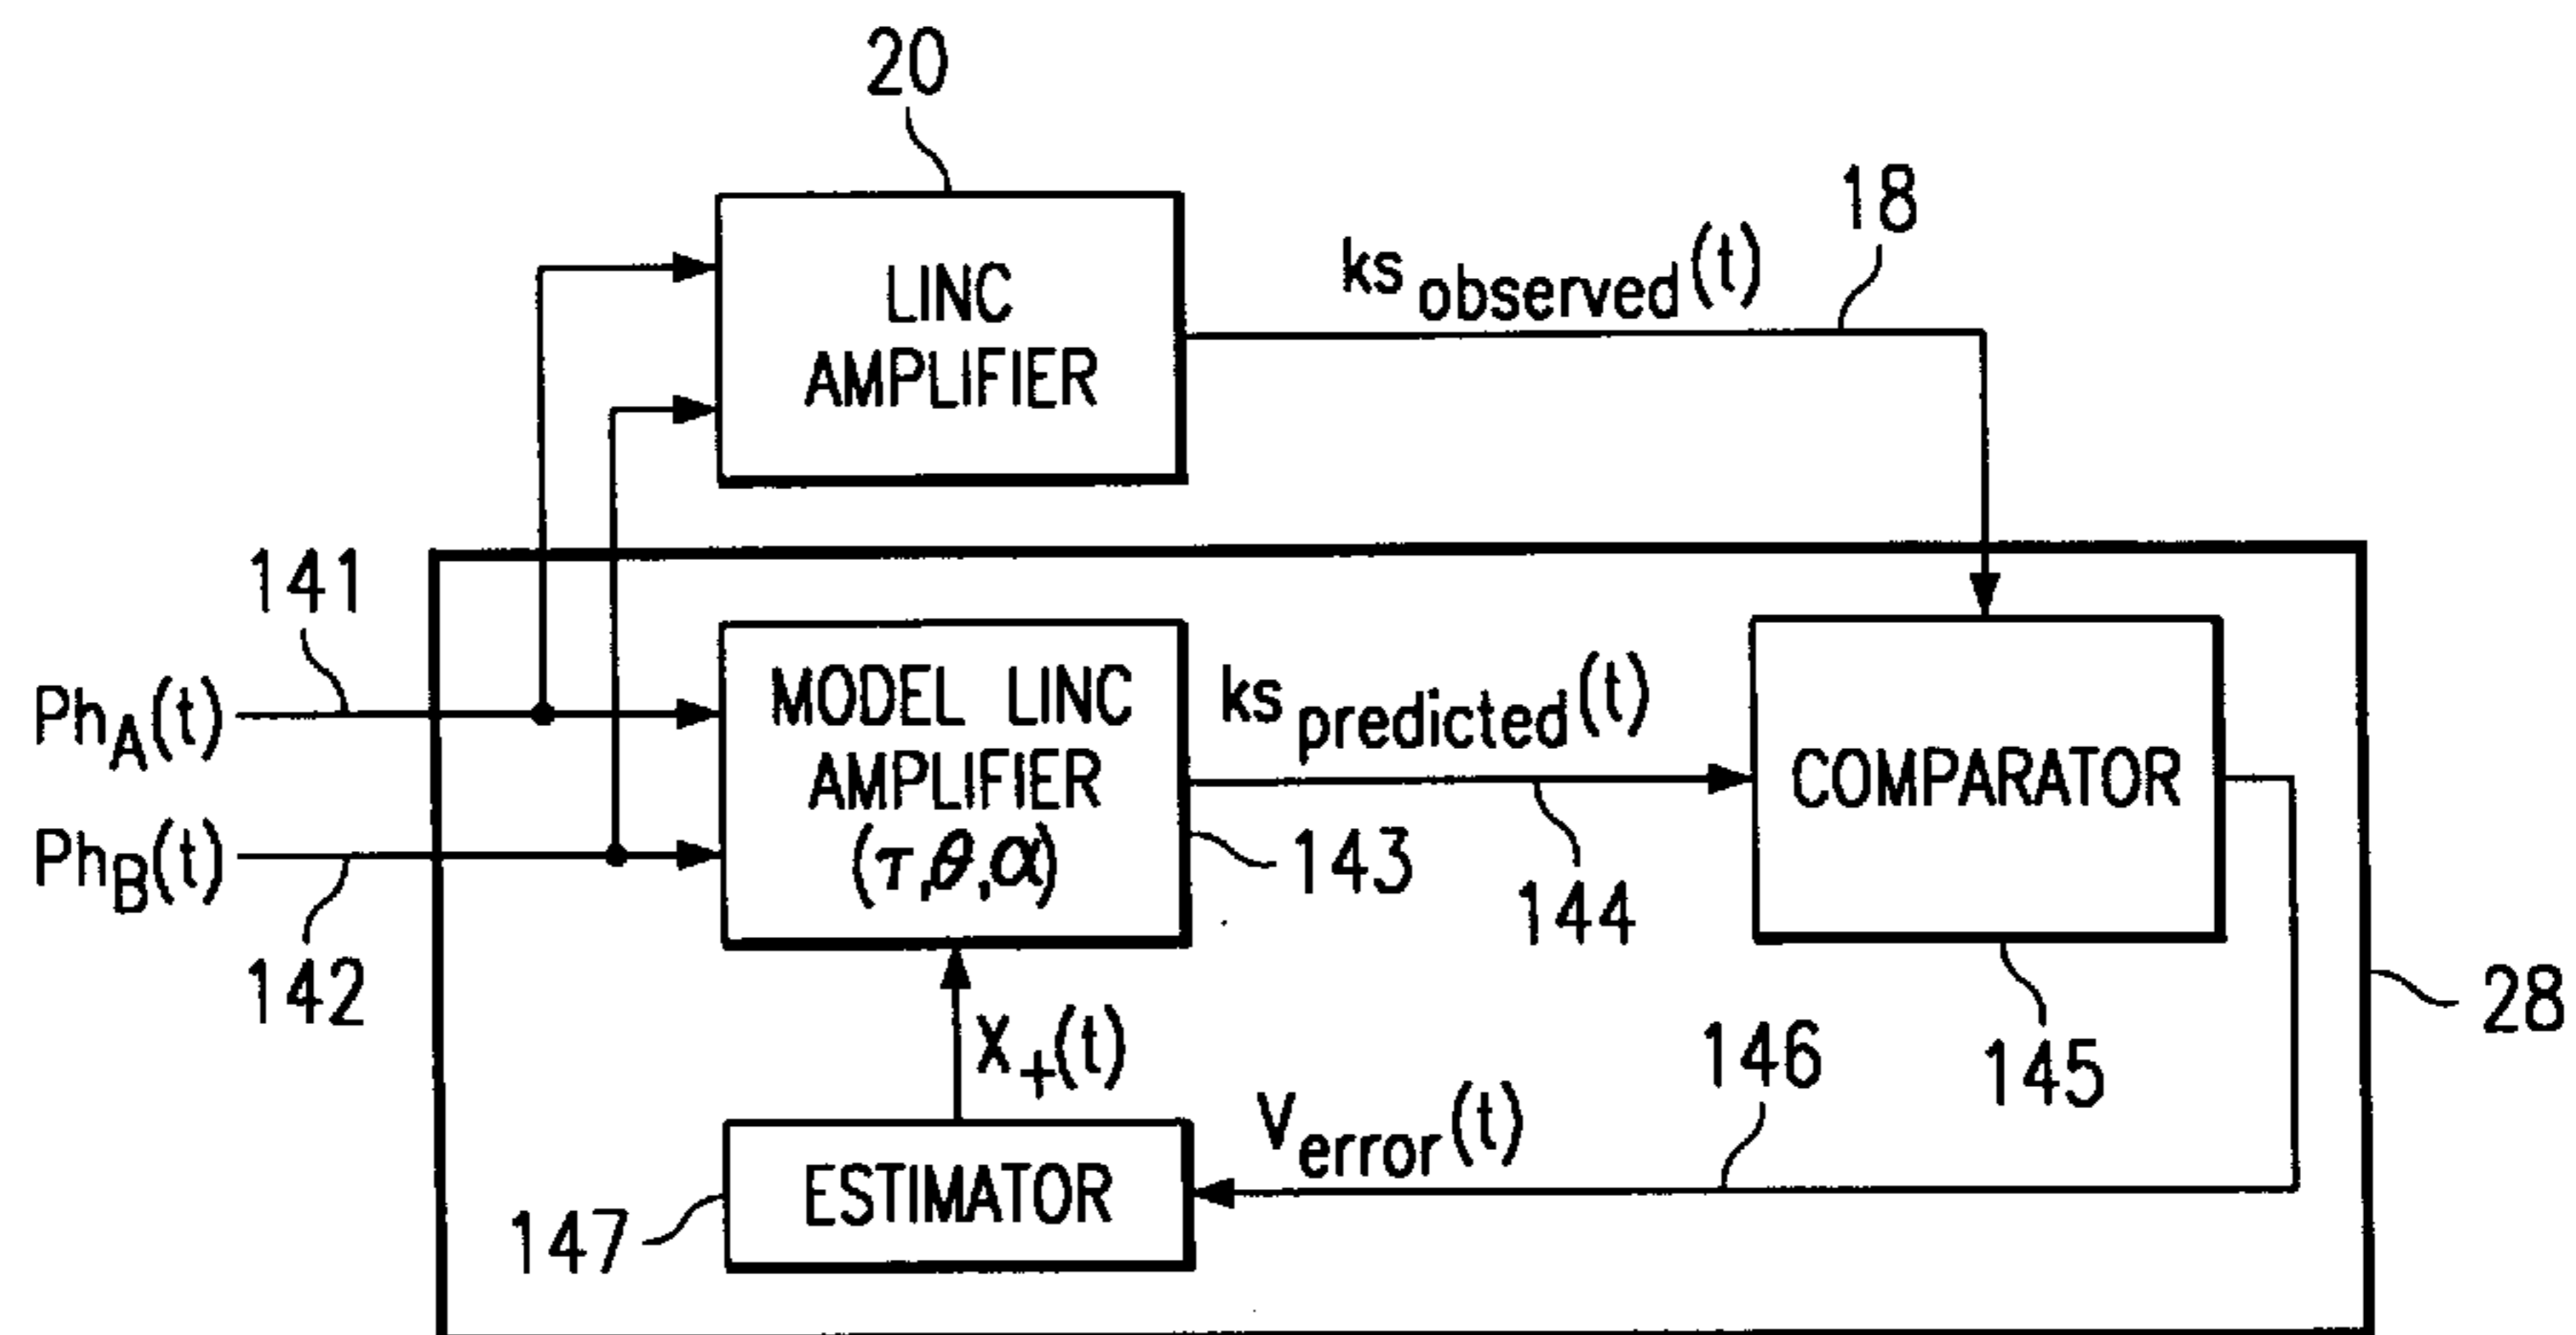 20
LINC
AMPLIFIER
ks observed(t)
18
141
PhA(t)
142
PhB(t)
MODEL LINC
AMPLIFIER
(τ,θ,α)
143
ks predicted(t)
144
COMPARATOR
145
28
X+(t)
146
Verror(t)
ESTIMATOR
147